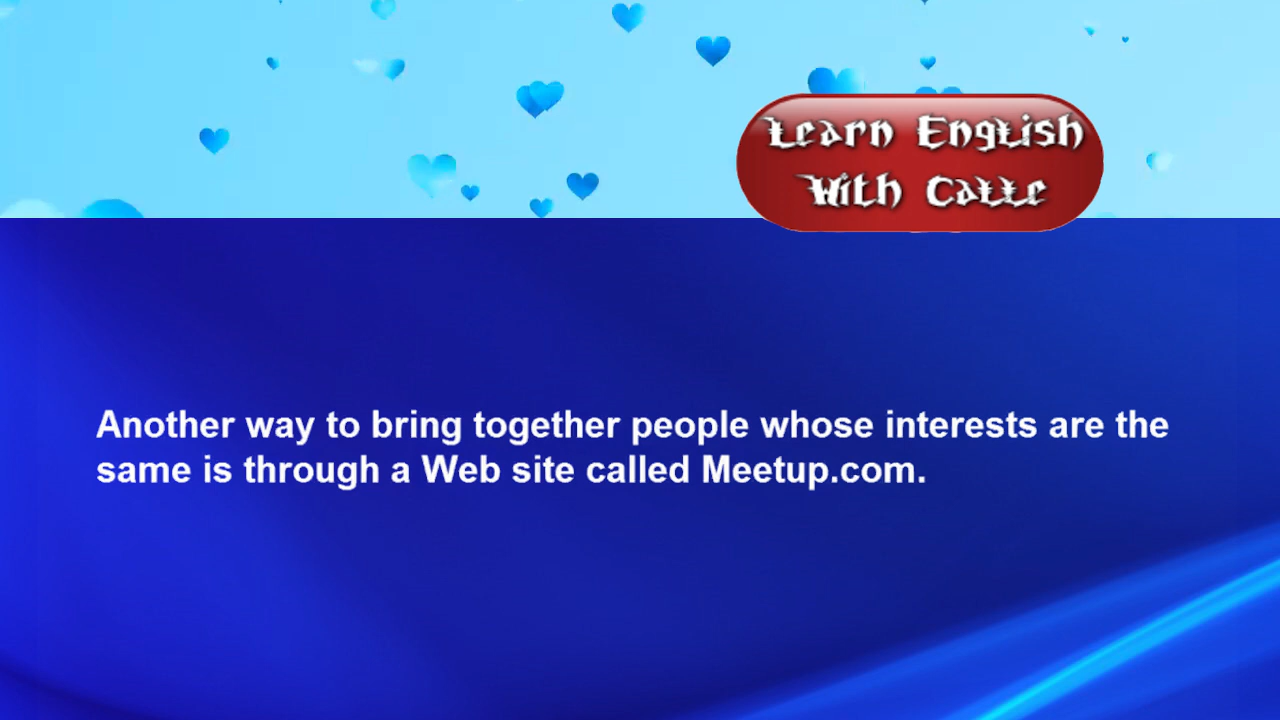 Learn English
With Calle
Another way to bring together people whose interests are the
same is through a Web site called Meetup.com.